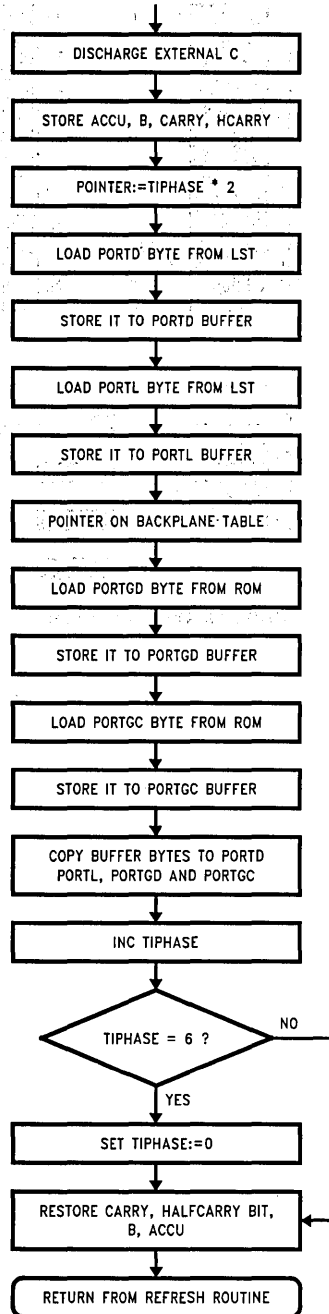 DISCHARGE EXTERNAL C
STORE ACCU, B, CARRY, HCARRY
POINTER:=TIPHASE * 2
LOAD PORTD BYTE FROM LST
STORE IT TO PORTD BUFFER
LOAD PORTL BYTE FROM LST
STORE IT TO PORTL BUFFER
POINTER ON BACKPLANE TABLE
LOAD PORTGD BYTE FROM ROM
STORE IT TO PORTGD BUFFER
LOAD PORTGC BYTE FROM ROM
STORE IT TO PORTGC BUFFER
COPY BUFFER BYTES TO PORTD
PORTL, PORTGD AND PORTGC
INC TIPHASE
TIPHASE = 6 ?
NO
YES
SET TIPHASE:=0
RESTORE CARRY, HALFCARRY BIT,
B, ACCU
RETURN FROM REFRESH ROUTINE